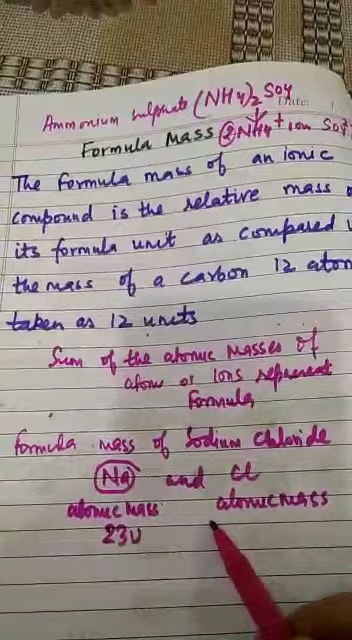 Ammonium sulphate (NH4)2 SO4
Date:
Formula Mass ② NH4 + ion SO4
The formula mass of an ionic
compound is the relative mass
its formula unit as compared
the mass of a carbon 12 atom
taken as 12 units
Sum of the atomic masses of
atoms or ions represent
formula
Formula mass of Sodium Chloride
Na and Cl
atomic mass atomic mass
23u